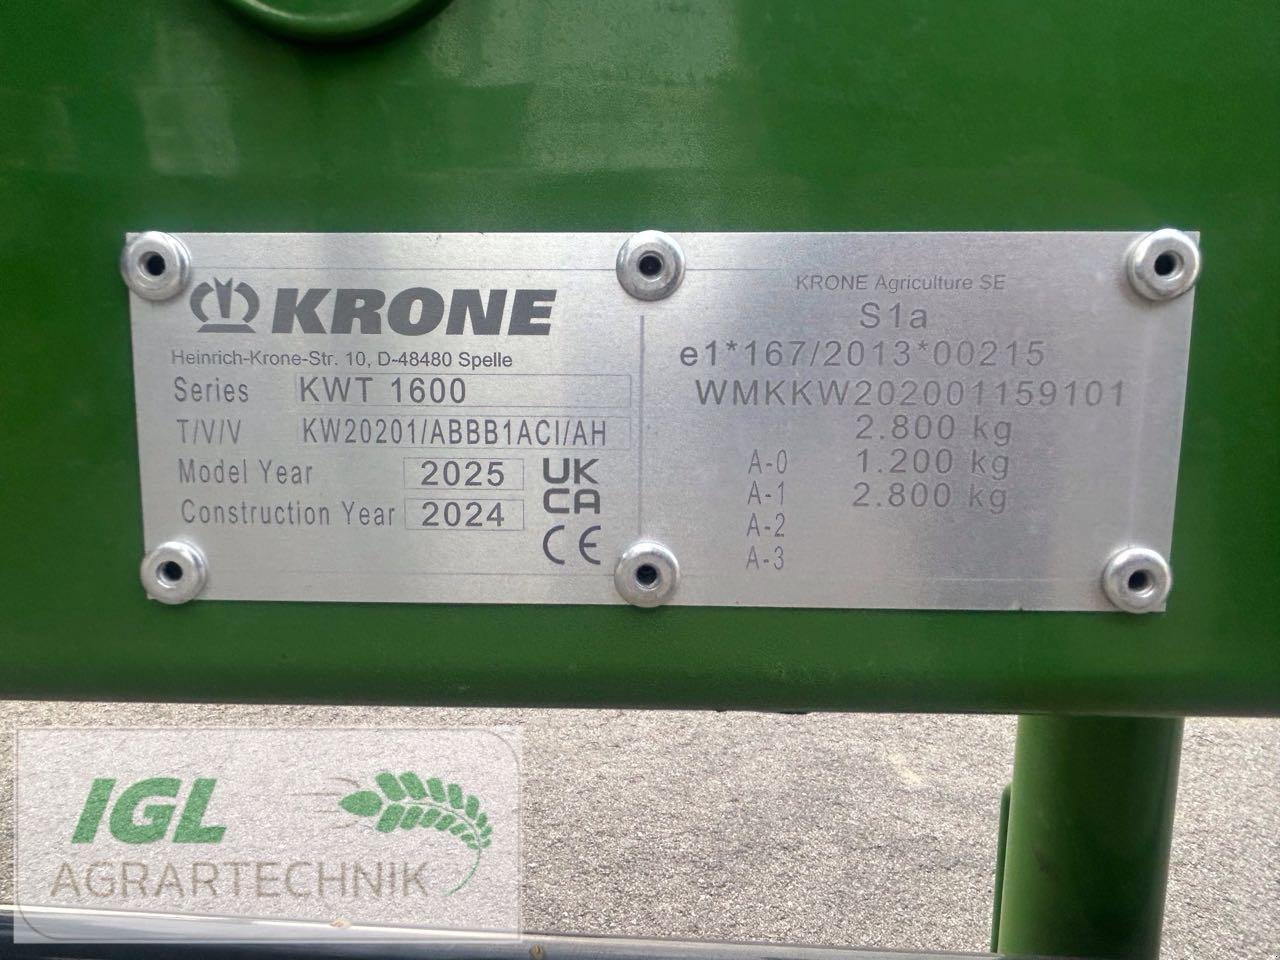 KRONE
Heinrich-Krone-Str. 10, D-48480 Spelle
Series KWT 1600
T/V/V KW20201/ABBB1ACI/AH
Model Year 2025
Construction Year 2024
UK
CA
CE
KRONE Agriculture SE
S1a
e1*167/2013*00215
WMKKW202001159101
2.800 kg
A-0 1.200 kg
A-1 2.800 kg
A-2
A-3
IGL
AGRARTECHNIK